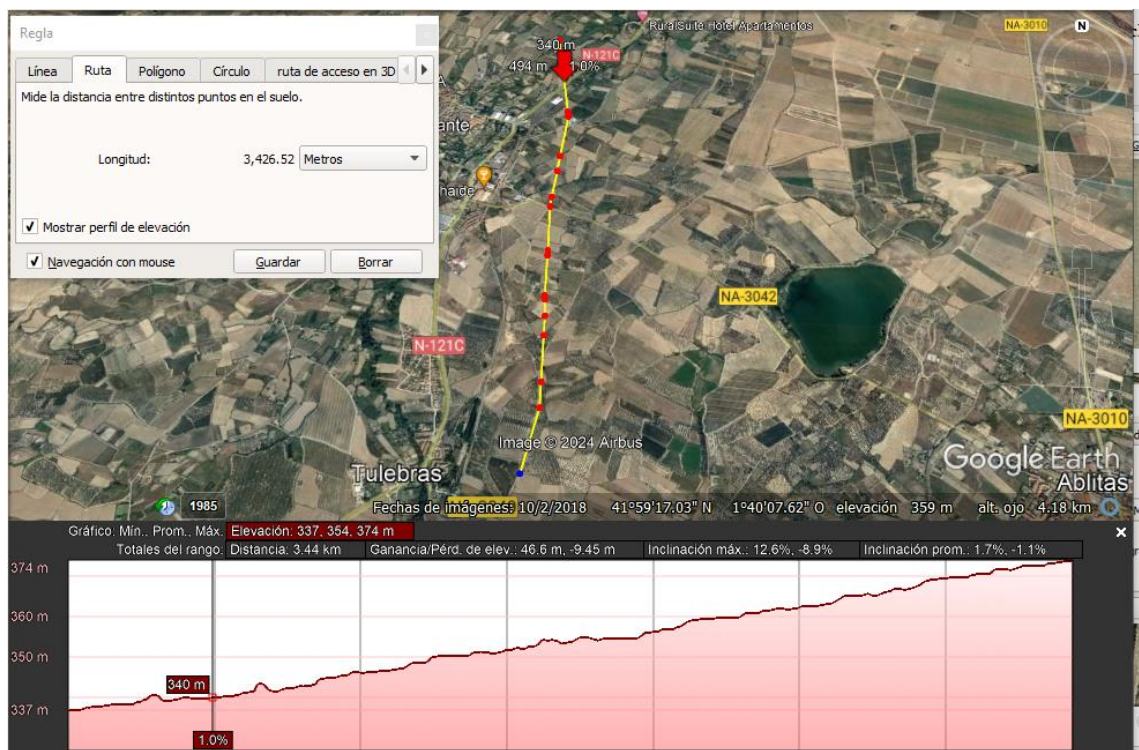 Regla
Línea Ruta Polígono Círculo ruta de acceso en 3D
Mide la distancia entre distintos puntos en el suelo.
Longitud: 3,426.52 Metros
Mostrar perfil de elevación
Navegación con mouse Guardar Borrar
RuralSuite Hotel Apartamentos
NA-3010
N
340 m
N-121C
494 m 1.0%
ante
haide
NA-3042
N-121C
NA-3010
Image © 2024 Airbus
Google Earth
Tulebras
Ablitas
1985
Fechas de imágenes: 10/2/2018 41°59'17.03" N 1°40'07.62" O elevación 359 m alt. ojo 4.18 km
Gráfico: Mín., Prom., Máx. Elevación: 337, 354, 374 m
Totales del rango: Distancia: 3.44 km Ganancia/Pérd. de elev.: 46.6 m, -9.45 m Inclinación máx.: 12.6%, -8.9% Inclinación prom.: 1.7%, -1.1%
374 m
360 m
350 m
340 m
337 m
1.0%